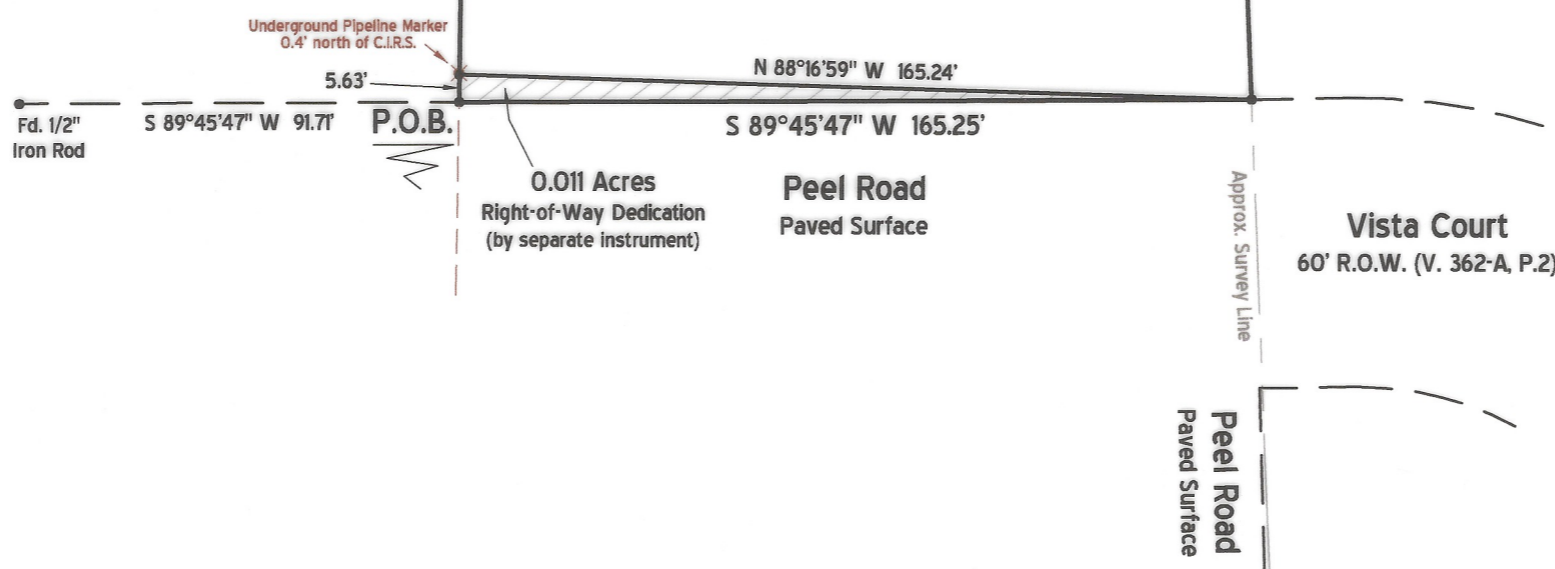 Underground Pipeline Marker
0.4' north of C.I.R.S.
5.63'
N 88°16'59" W 165.24'
Fd. 1/2"
Iron Rod
S 89°45'47" W 91.71'
P.O.B.
S 89°45'47" W 165.25'
0.011 Acres
Right-of-Way Dedication
(by separate instrument)
Peel Road
Paved Surface
Approx. Survey Line
Vista Court
60' R.O.W. (V. 362-A, P.2)
Peel Road
Paved Surface